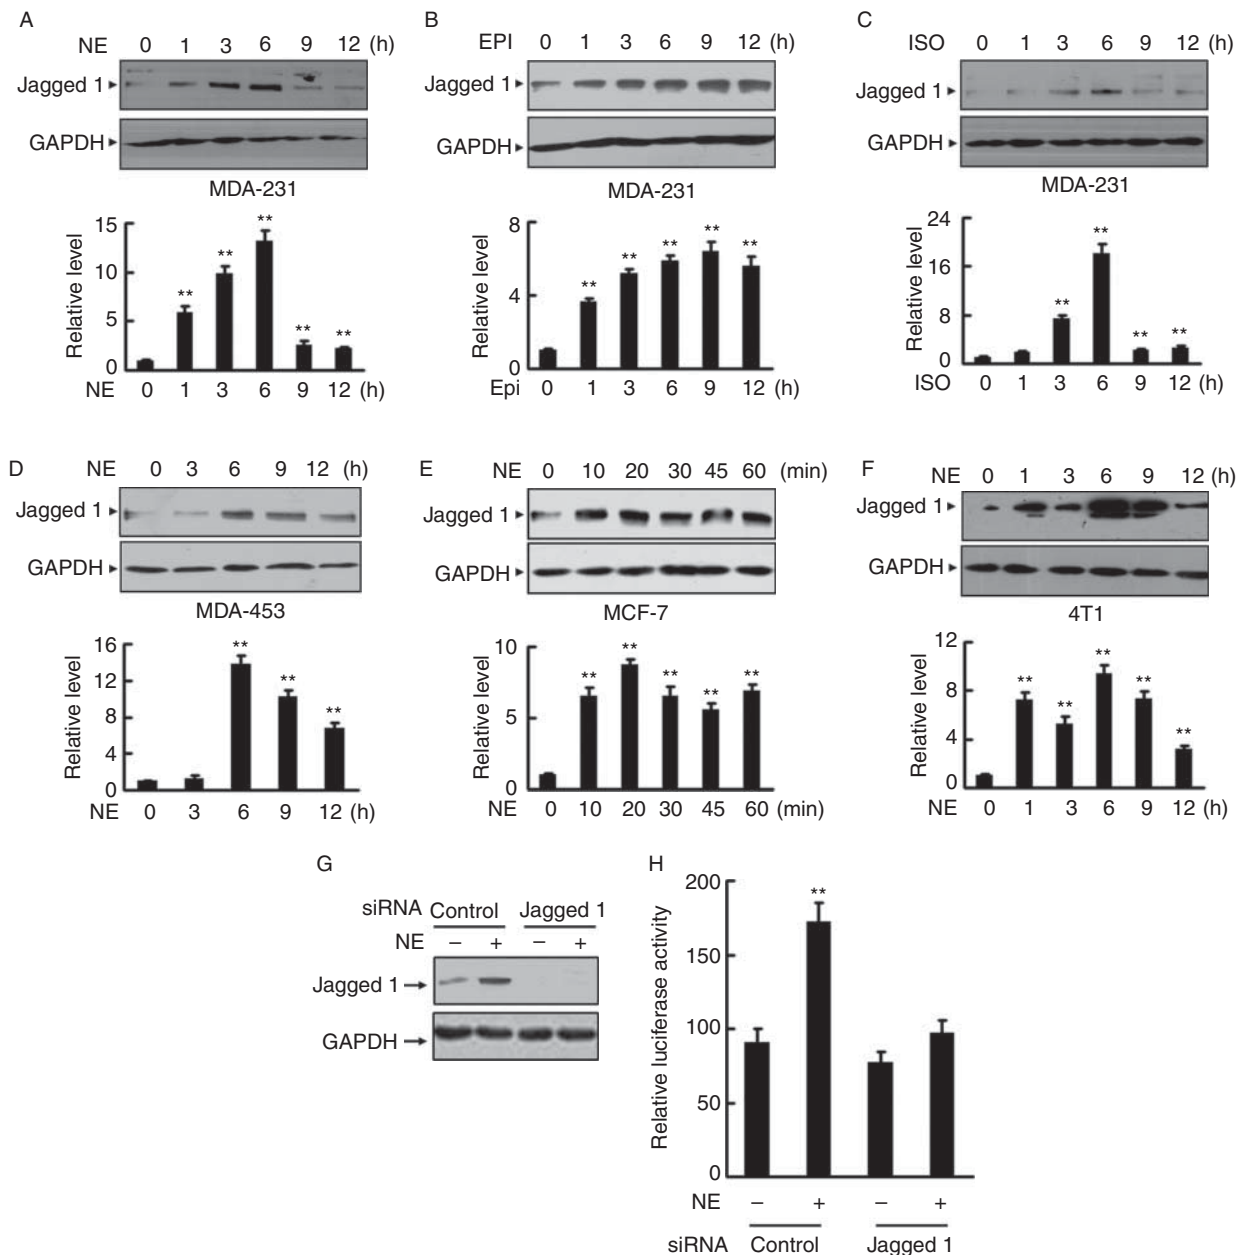 A
NE 0 1 3 6 9 12 (h)
Jagged 1
GAPDH
MDA-231
Relative level
15
10
5
0
** ** ** ** **
NE 0 1 3 6 9 12 (h)
B
EPI 0 1 3 6 9 12 (h)
Jagged 1
GAPDH
MDA-231
Relative level
8
4
0
** ** ** ** **
Epi 0 1 3 6 9 12 (h)
C
ISO 0 1 3 6 9 12 (h)
Jagged 1
GAPDH
MDA-231
Relative level
24
16
8
0
** ** ** **
ISO 0 1 3 6 9 12 (h)
D
NE 0 3 6 9 12 (h)
Jagged 1
GAPDH
MDA-453
Relative level
16
12
8
4
0
** ** **
NE 0 3 6 9 12 (h)
E
NE 0 10 20 30 45 60 (min)
Jagged 1
GAPDH
MCF-7
Relative level
10
5
0
** ** ** ** **
NE 0 10 20 30 45 60 (min)
F
NE 0 1 3 6 9 12 (h)
Jagged 1
GAPDH
4T1
Relative level
12
8
4
0
** ** ** ** **
NE 0 1 3 6 9 12 (h)
G
siRNA Control Jagged 1
NE – + – +
Jagged 1
GAPDH
H
Relative luciferase activity
200
150
100
50
0
**
NE – + – +
siRNA Control Jagged 1